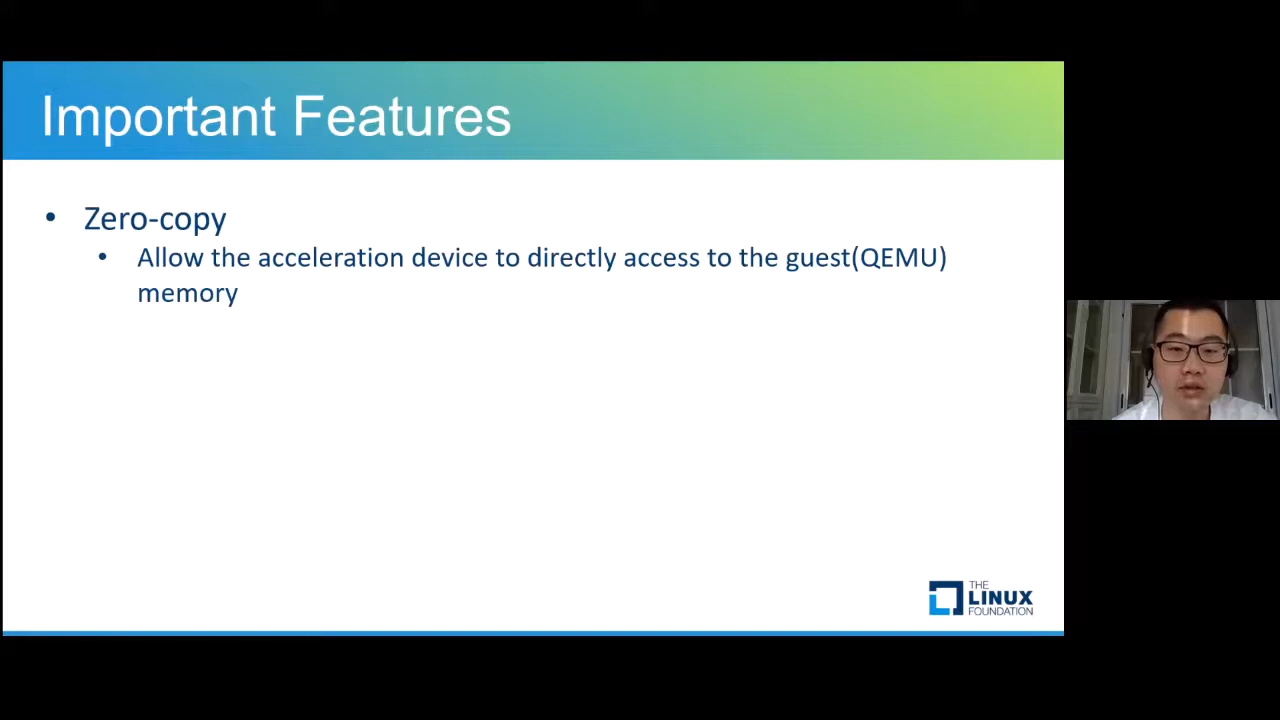 Important Features
• Zero-copy
• Allow the acceleration device to directly access to the guest(QEMU)
memory
THE
LINUX
FOUNDATION